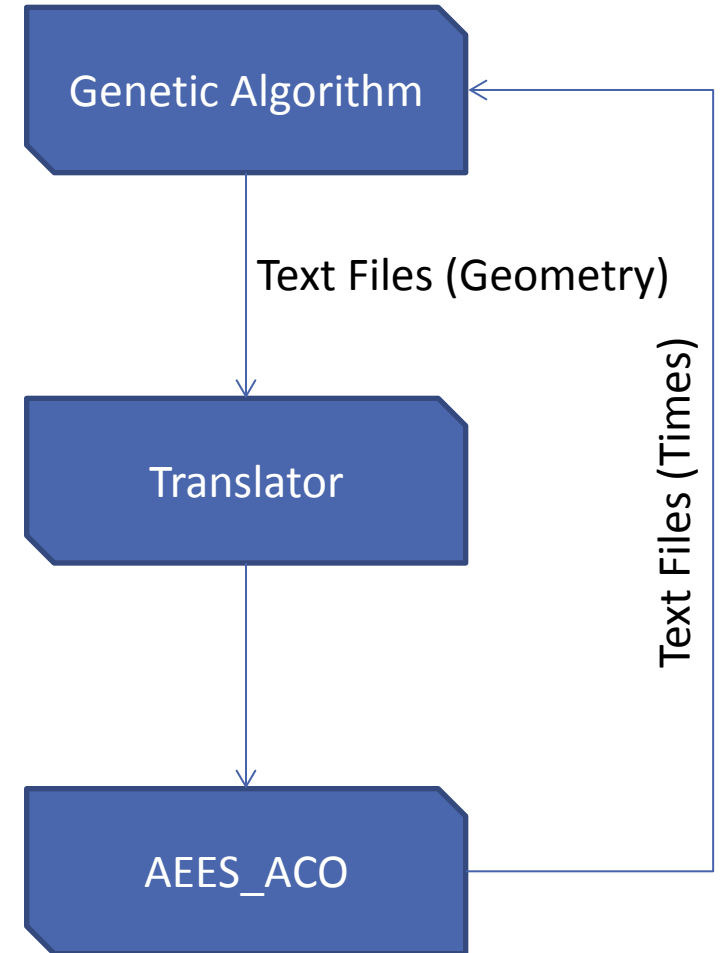 Genetic Algorithm
Text Files (Geometry)
Text Files (Times)
Translator
AEES_ACO